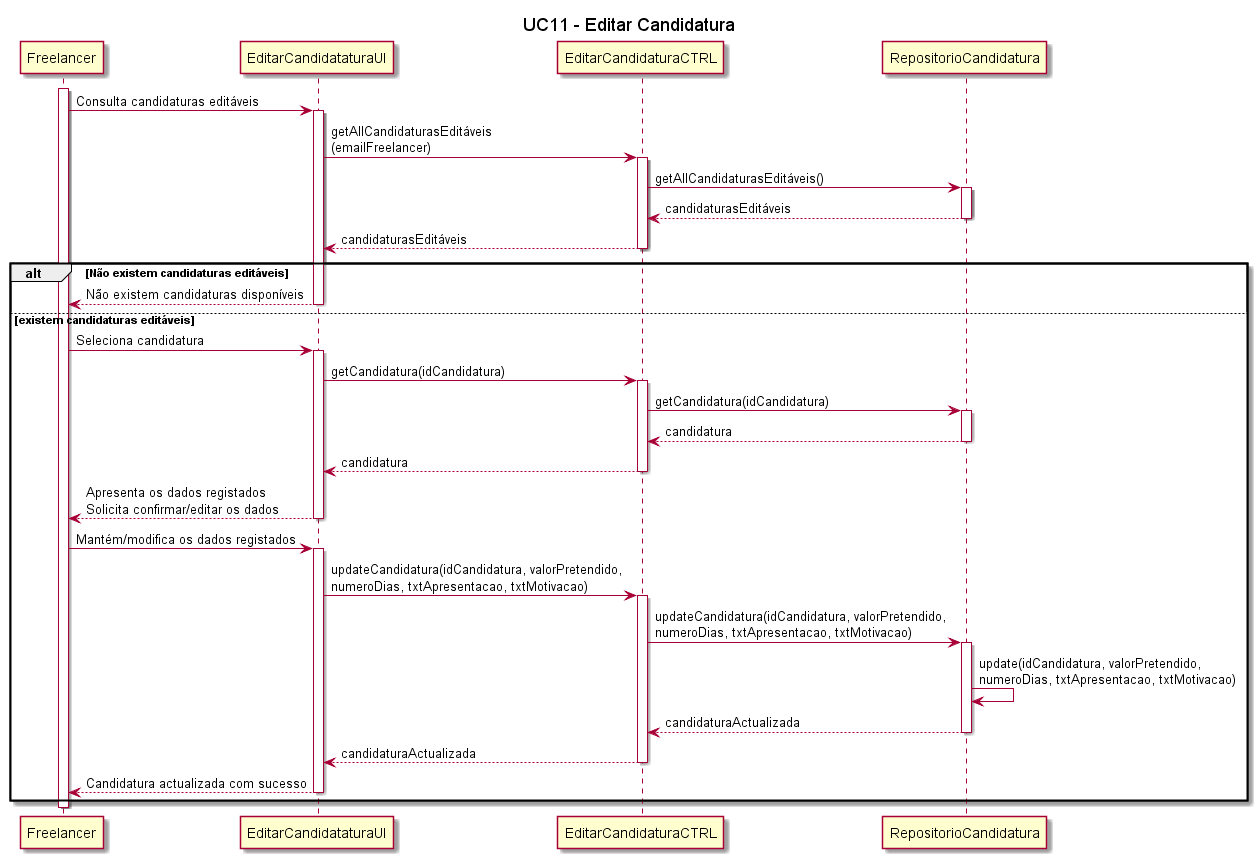 UC11 - Editar Candidatura
Freelancer
EditarCandidataturaUI
EditarCandidaturaCTRL
RepositorioCandidatura
Consulta candidaturas editáveis
getAllCandidaturasEditáveis
(emailFreelancer)
getAllCandidaturasEditáveis()
candidaturasEditáveis
candidaturasEditáveis
alt
[Não existem candidaturas editáveis]
Não existem candidaturas disponíveis
[existem candidaturas editáveis]
Seleciona candidatura
getCandidatura(idCandidatura)
getCandidatura(idCandidatura)
candidatura
candidatura
Apresenta os dados registados
Solicita confirmar/editar os dados
Mantém/modifica os dados registados
updateCandidatura(idCandidatura, valorPretendido,
numeroDias, txtApresentacao, txtMotivacao)
updateCandidatura(idCandidatura, valorPretendido,
numeroDias, txtApresentacao, txtMotivacao)
update(idCandidatura, valorPretendido,
numeroDias, txtApresentacao, txtMotivacao)
candidaturaActualizada
candidaturaActualizada
Candidatura actualizada com sucesso
Freelancer
EditarCandidataturaUI
EditarCandidaturaCTRL
RepositorioCandidatura